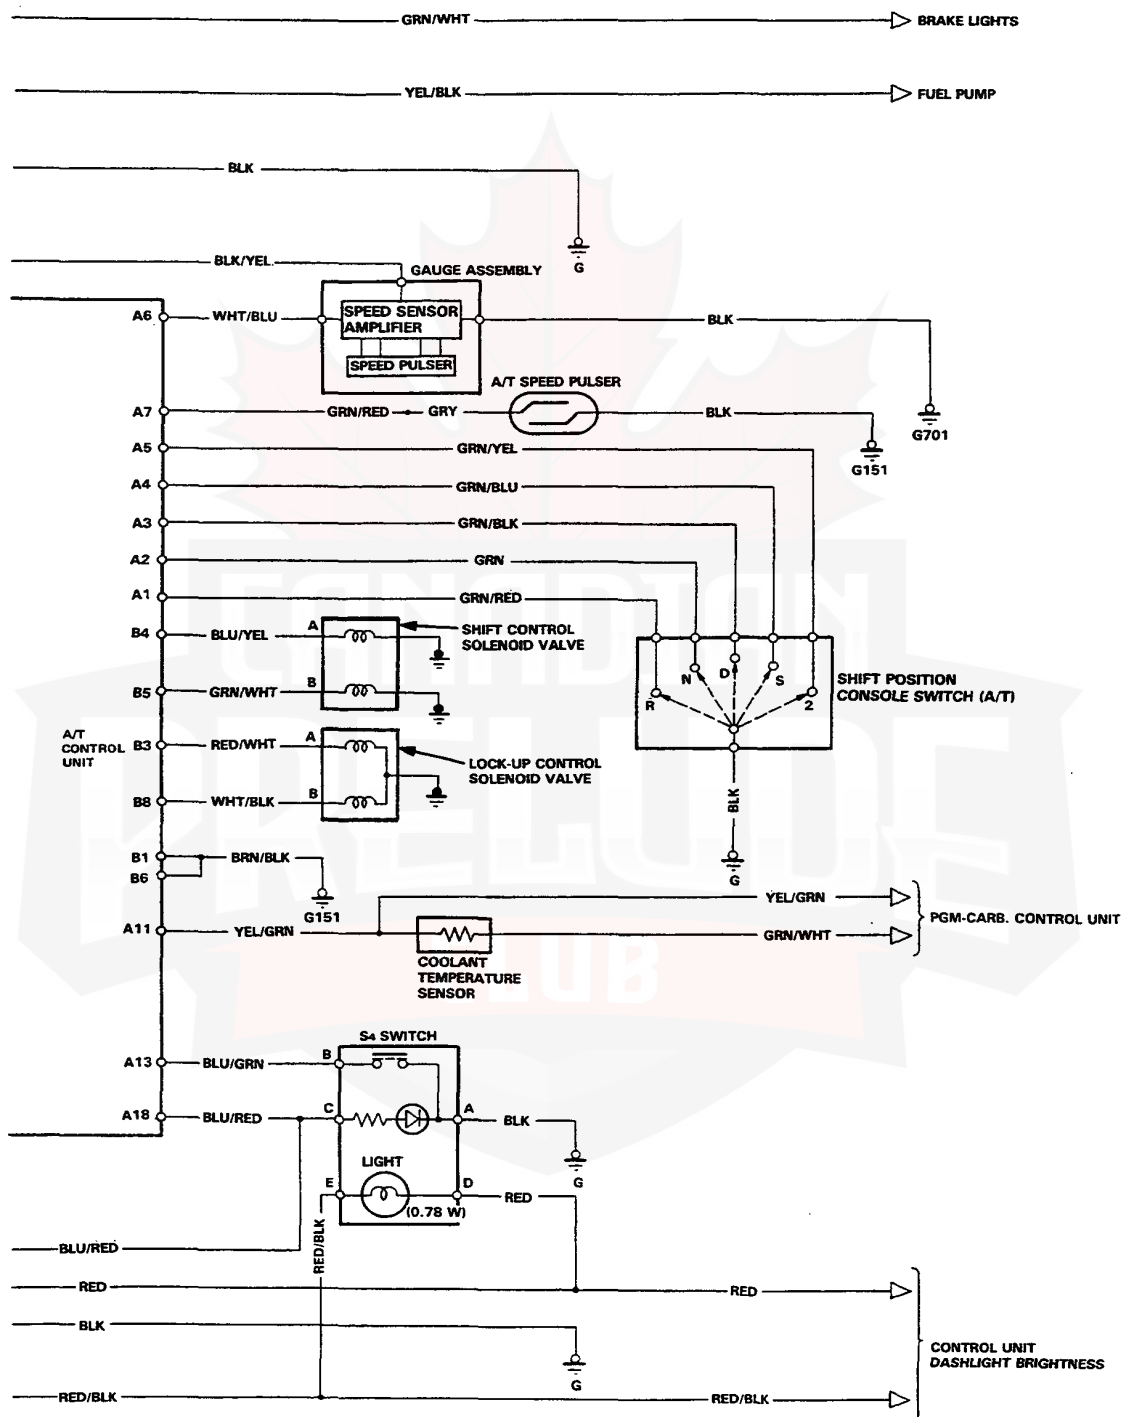 GRN/WHT
BRAKE LIGHTS
YEL/BLK
FUEL PUMP
BLK
G
BLK/YEL
GAUGE ASSEMBLY
A6
WHT/BLU
SPEED SENSOR
AMPLIFIER
SPEED PULSER
BLK
G701
A/T SPEED PULSER
A7
GRN/RED
GRY
BLK
G151
A5
GRN/YEL
A4
GRN/BLU
A3
GRN/BLK
A2
GRN
A1
GRN/RED
B4
BLU/YEL
A
SHIFT CONTROL
SOLENOID VALVE
B5
GRN/WHT
B
R
N
D
S
2
SHIFT POSITION
CONSOLE SWITCH (A/T)
BLK
G
A/T
CONTROL
UNIT
B3
RED/WHT
A
LOCK-UP CONTROL
SOLENOID VALVE
B8
WHT/BLK
B
B1
B6
BRN/BLK
G151
YEL/GRN
A11
YEL/GRN
GRN/WHT
PGM-CARB. CONTROL UNIT
COOLANT
TEMPERATURE
SENSOR
S4 SWITCH
A13
BLU/GRN
B
A18
BLU/RED
C
A
BLK
G
LIGHT
E
D
(0.78 W)
RED
RED/BLK
BLU/RED
RED
RED
BLK
G
CONTROL UNIT
DASHLIGHT BRIGHTNESS
RED/BLK
RED/BLK
CANADIAN
PRELUDE
CLUB